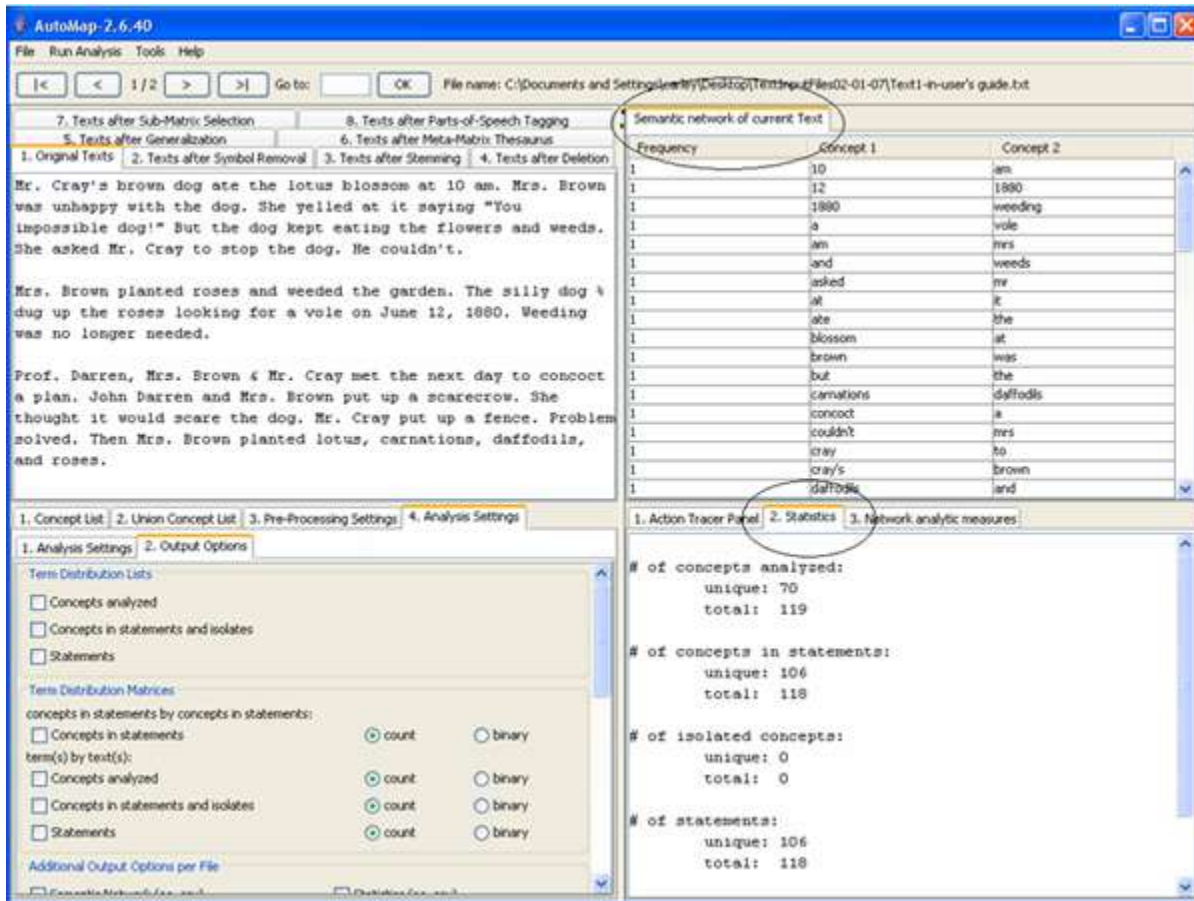 AutoMap-2.6.40
File Run Analysis Tools Help
|< < 1/2 > >| Go to: OK File name: C:\Documents and Settings\carley\Desktop\TextInputFiles02-01-07\Text1-in-user's guide.txt
7. Texts after Sub-Matrix Selection 8. Texts after Parts-of-Speech Tagging
5. Texts after Generalization 6. Texts after Meta-Matrix Thesaurus
1. Original Texts 2. Texts after Symbol Removal 3. Texts after Stemming 4. Texts after Deletion
Mr. Cray's brown dog ate the lotus blossom at 10 am. Mrs. Brown
was unhappy with the dog. She yelled at it saying "You
impossible dog!" But the dog kept eating the flowers and weeds.
She asked Mr. Cray to stop the dog. He couldn't.
Mrs. Brown planted roses and weeded the garden. The silly dog %
dug up the roses looking for a vole on June 12, 1880. Weeding
was no longer needed.
Prof. Darren, Mrs. Brown & Mr. Cray met the next day to concoct
a plan. John Darren and Mrs. Brown put up a scarecrow. She
thought it would scare the dog. Mr. Cray put up a fence. Problem
solved. Then Mrs. Brown planted lotus, carnations, daffodils,
and roses.
Semantic network of current Text
Frequency Concept 1 Concept 2
1 10 am
1 12 1880
1 1880 weeding
1 a vole
1 am mrs
1 and weeds
1 asked mr
1 at it
1 ate the
1 blossom at
1 brown was
1 but the
1 carnations daffodils
1 concoct a
1 couldn't mrs
1 cray to
1 cray's brown
1 daffodils and
1. Concept List 2. Union Concept List 3. Pre-Processing Settings 4. Analysis Settings
1. Analysis Settings 2. Output Options
Term Distribution Lists
Concepts analyzed
Concepts in statements and isolates
Statements
Term Distribution Matrices
concepts in statements by concepts in statements:
Concepts in statements count binary
term(s) by text(s):
Concepts analyzed count binary
Concepts in statements and isolates count binary
Statements count binary
Additional Output Options per File
1. Action Tracer Panel 2. Statistics 3. Network analytic measures
# of concepts analyzed:
unique: 70
total: 119
# of concepts in statements:
unique: 106
total: 118
# of isolated concepts:
unique: 0
total: 0
# of statements:
unique: 106
total: 118